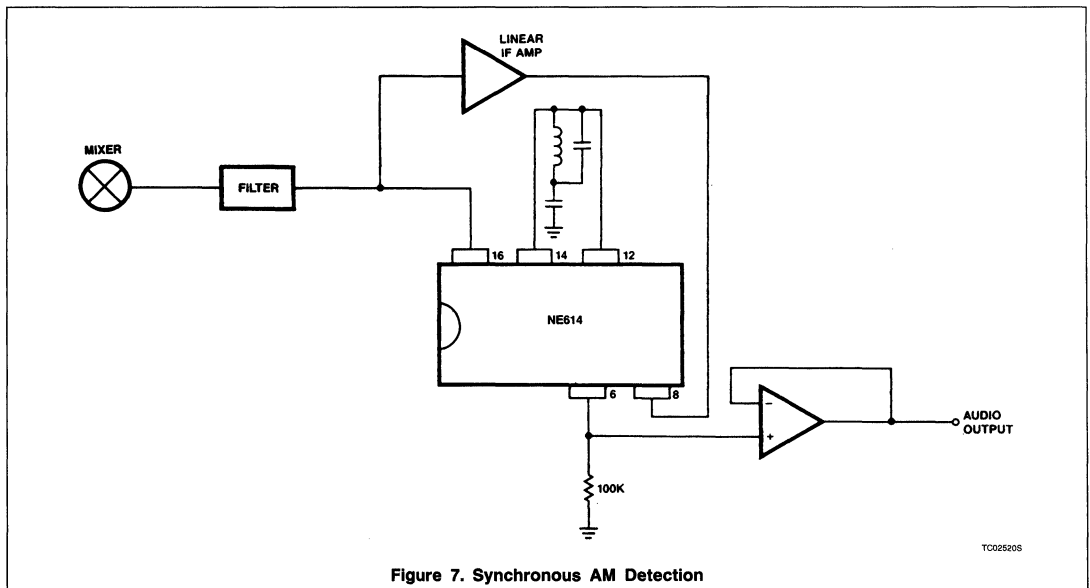 LINEAR
IF AMP
MIXER
FILTER
16
14
12
NE614
6
8
−
+
AUDIO
OUTPUT
100K
TC02520S
Figure 7. Synchronous AM Detection